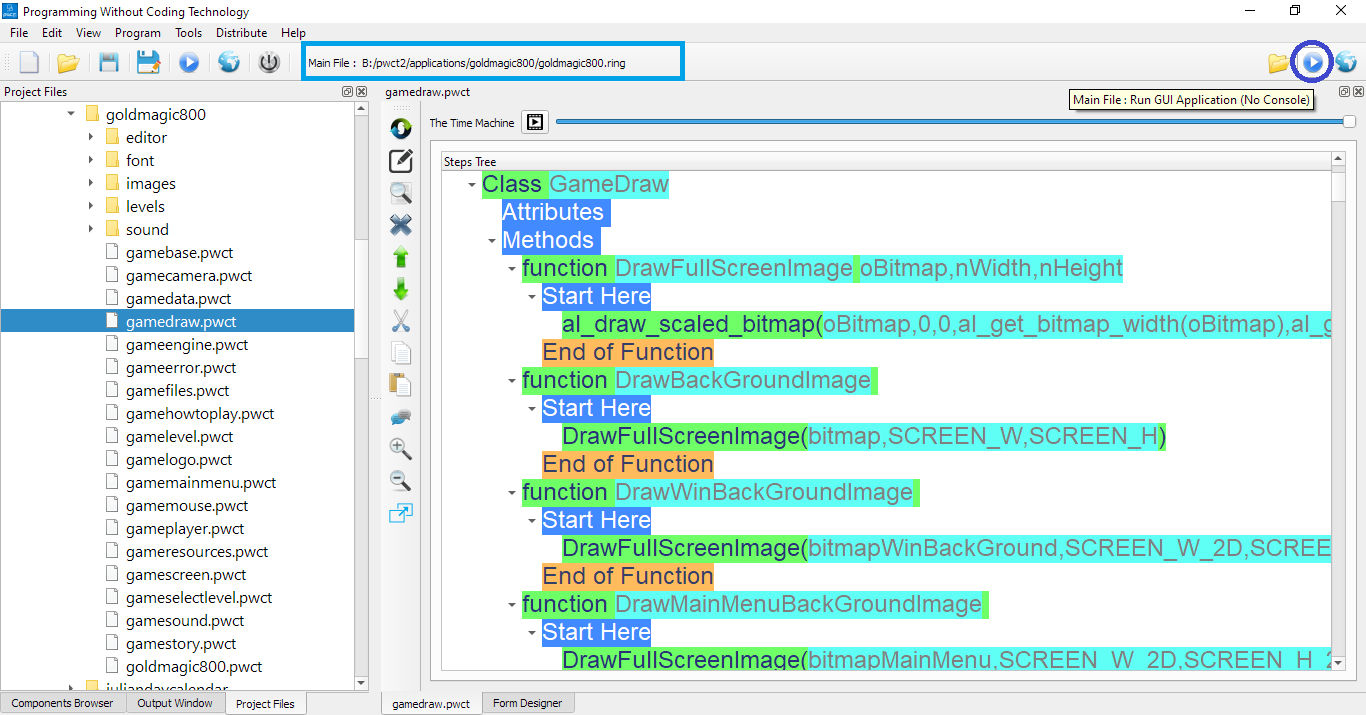 Programming Without Coding Technology
File Edit View Program Tools Distribute Help
Main File : B:/pwct2/applications/goldmagic800/goldmagic800.ring
Main File : Run GUI Application (No Console)
Project Files
goldmagic800
editor
font
images
levels
sound
gamebase.pwct
gamecamera.pwct
gamedata.pwct
gamedraw.pwct
gameengine.pwct
gameerror.pwct
gamefiles.pwct
gamehowtoplay.pwct
gamelevel.pwct
gamelogo.pwct
gamemainmenu.pwct
gamemouse.pwct
gameplayer.pwct
gameresources.pwct
gamescreen.pwct
gameselectlevel.pwct
gamesound.pwct
gamestory.pwct
goldmagic800.pwct
juliandaycalendar
Components Browser Output Window Project Files
gamedraw.pwct
The Time Machine
Steps Tree
Class GameDraw
Attributes
Methods
function DrawFullScreenImage oBitmap,nWidth,nHeight
Start Here
al_draw_scaled_bitmap(oBitmap,0,0,al_get_bitmap_width(oBitmap),al_g
End of Function
function DrawBackGroundImage
Start Here
DrawFullScreenImage(bitmap,SCREEN_W,SCREEN_H)
End of Function
function DrawWinBackGroundImage
Start Here
DrawFullScreenImage(bitmapWinBackGround,SCREEN_W_2D,SCREE
End of Function
function DrawMainMenuBackGroundImage
Start Here
DrawFullScreenImage(bitmapMainMenu,SCREEN_W_2D,SCREEN_H_2
gamedraw.pwct Form Designer